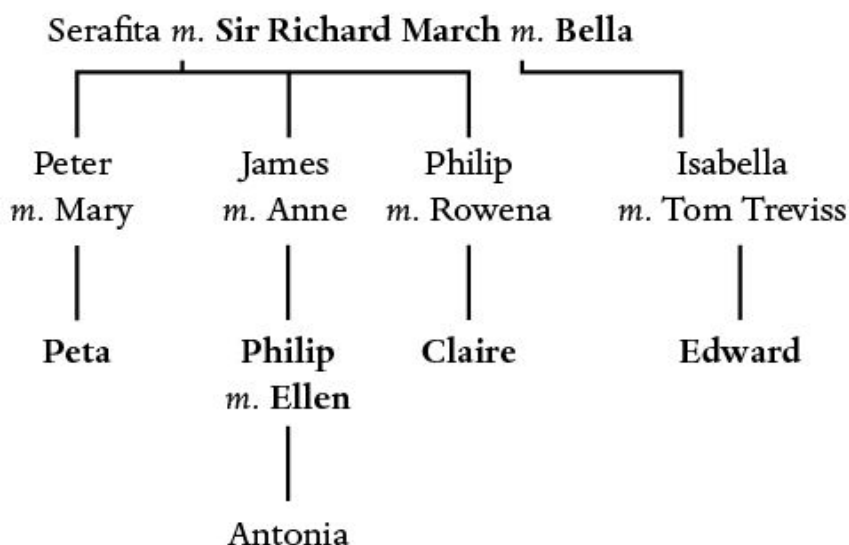 Serafita m. Sir Richard March m. Bella
Peter James Philip Isabella
m. Mary m. Anne m. Rowena m. Tom Treviss
Peta Philip Claire Edward
m. Ellen
Antonia